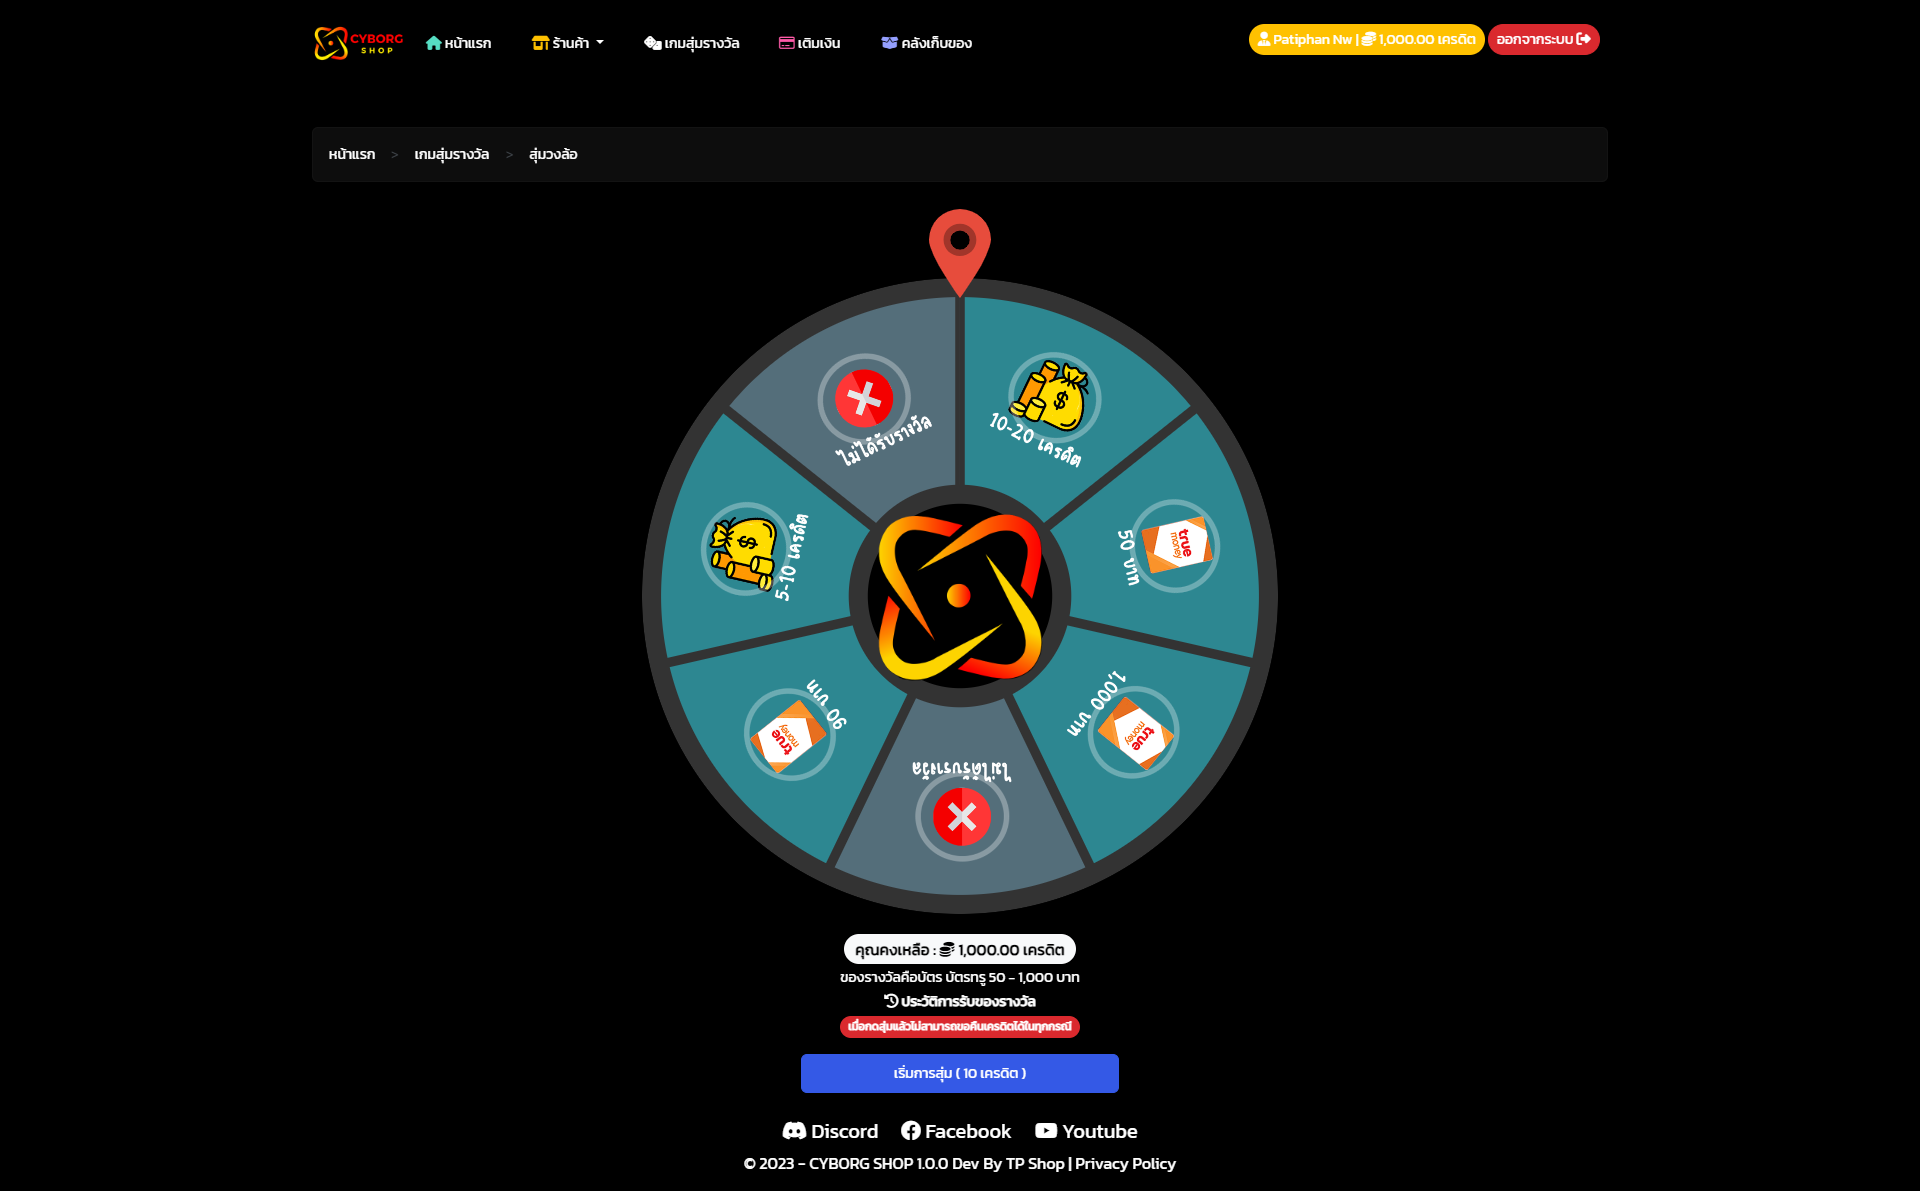 CYBORG SHOP หน้าแรก ร้านค้า เกมสุ่มรางวัล เติมเงิน คลังเก็บของ Patiphan Nw | 1,000.00 เครดิต ออกจากระบบ
หน้าแรก > เกมสุ่มรางวัล > สุ่มวงล้อ
ไม่ได้รับรางวัล
10-20 เครดิต
5-10 เครดิต
$
$
50 บาท
true money
90 บาท
true money
1,000 บาท
true money
ไม่ได้รับรางวัล
คุณคงเหลือ : 1,000.00 เครดิต
ของรางวัลคือบัตร บัตรทรู 50 - 1,000 บาท
ประวัติการรับของรางวัล
เมื่อกดสุ่มแล้วไม่สามารถขอคืนเครดิตได้ในทุกกรณี
เริ่มการสุ่ม ( 10 เครดิต )
Discord Facebook Youtube
© 2023 - CYBORG SHOP 1.0.0 Dev By TP Shop | Privacy Policy